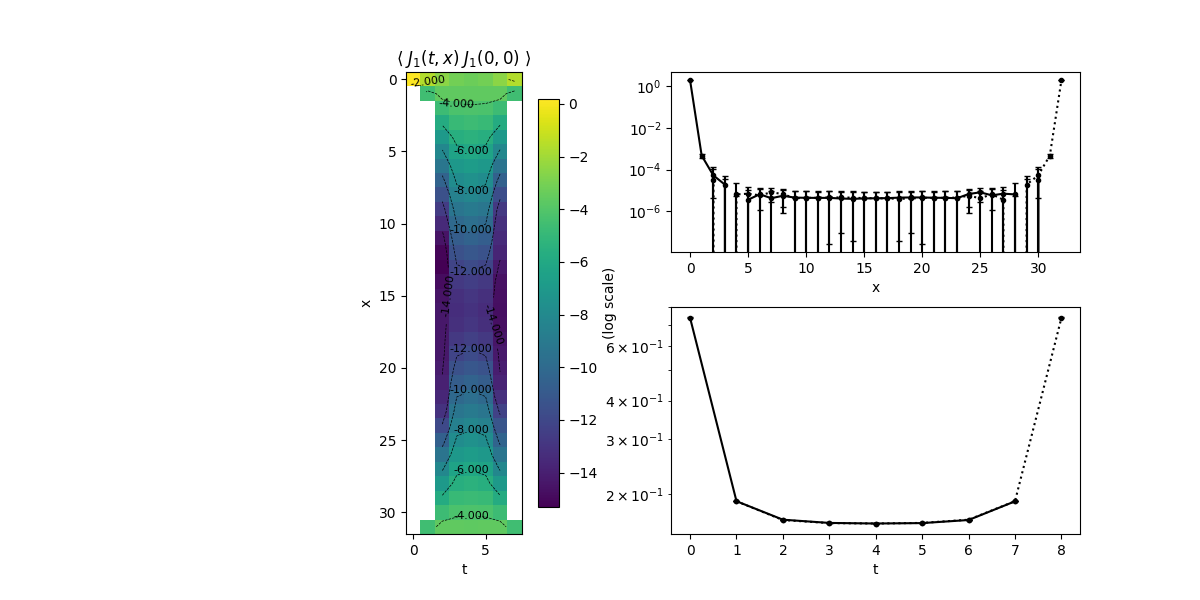 ⟨ J₁(t, x) J₁(0, 0) ⟩
0
5
10
15
20
25
30
x
0 5
t
-2.000
-4.000
-6.000
-8.000
-10.000
-12.000
-14.000
-14.000
-12.000
-10.000
-8.000
-6.000
-4.000
0
−2
−4
−6
−8
−10
−12
−14
(log scale)
10⁰
10⁻²
10⁻⁴
10⁻⁶
0 5 10 15 20 25 30
x
6 × 10⁻¹
4 × 10⁻¹
3 × 10⁻¹
2 × 10⁻¹
0 1 2 3 4 5 6 7 8
t